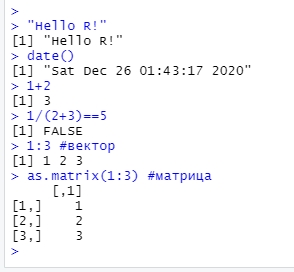 >
> "Hello R!"
[1] "Hello R!"
> date()
[1] "Sat Dec 26 01:43:17 2020"
> 1+2
[1] 3
> 1/(2+3)==5
[1] FALSE
> 1:3 #вектор
[1] 1 2 3
> as.matrix(1:3) #матрица
     [,1]
[1,]    1
[2,]    2
[3,]    3
>